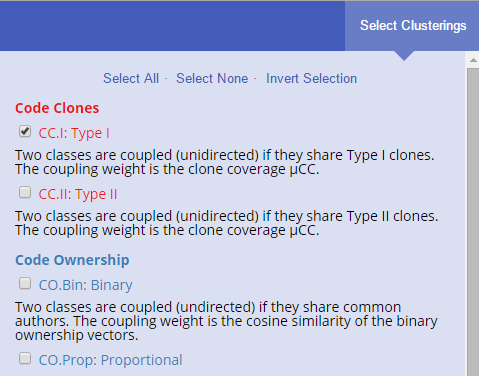 Select Clusterings
Select All · Select None · Invert Selection
Code Clones
CC.I: Type I
Two classes are coupled (unidirected) if they share Type I clones.
The coupling weight is the clone coverage µCC.
CC.II: Type II
Two classes are coupled (unidirected) if they share Type II clones.
The coupling weight is the clone coverage µCC.
Code Ownership
CO.Bin: Binary
Two classes are coupled (undirected) if they share common
authors. The coupling weight is the cosine similarity of the binary
ownership vectors.
CO.Prop: Proportional